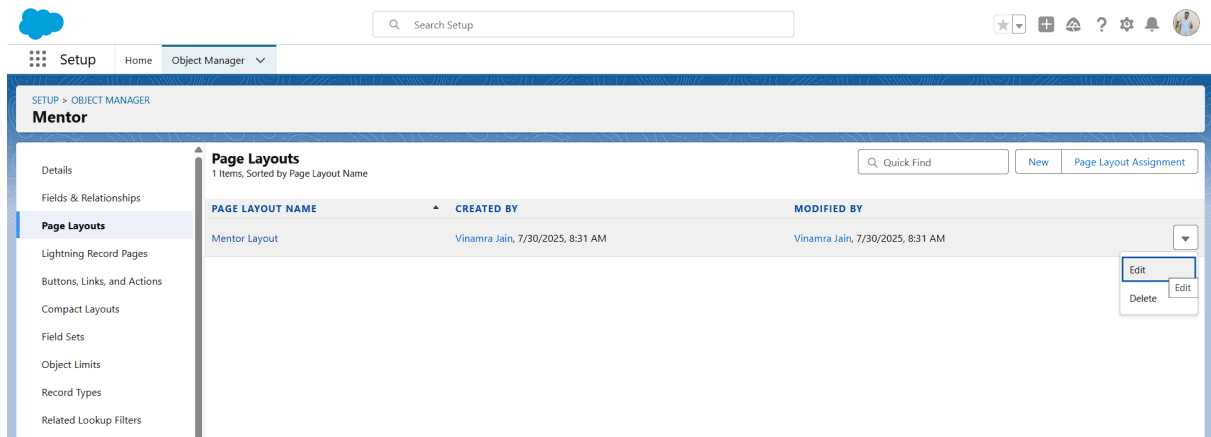 Search Setup
Setup
Home
Object Manager
SETUP > OBJECT MANAGER
Mentor
Details
Fields & Relationships
Page Layouts
Lightning Record Pages
Buttons, Links, and Actions
Compact Layouts
Field Sets
Object Limits
Record Types
Related Lookup Filters
Page Layouts
1 Items, Sorted by Page Layout Name
Quick Find
New
Page Layout Assignment
PAGE LAYOUT NAME
CREATED BY
MODIFIED BY
Mentor Layout
Vinamra Jain, 7/30/2025, 8:31 AM
Vinamra Jain, 7/30/2025, 8:31 AM
Edit
Edit
Delete